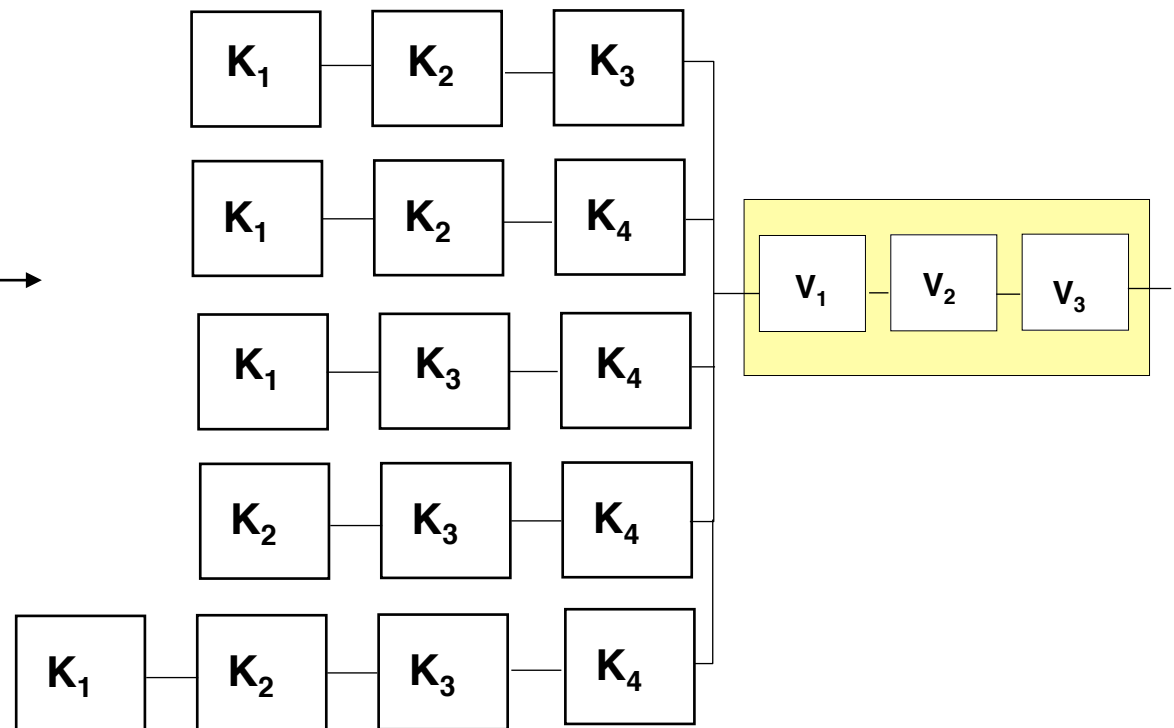 K₁ K₂ K₃
K₁ K₂ K₄
K₁ K₃ K₄
K₂ K₃ K₄
K₁ K₂ K₃ K₄
V₁ V₂ V₃